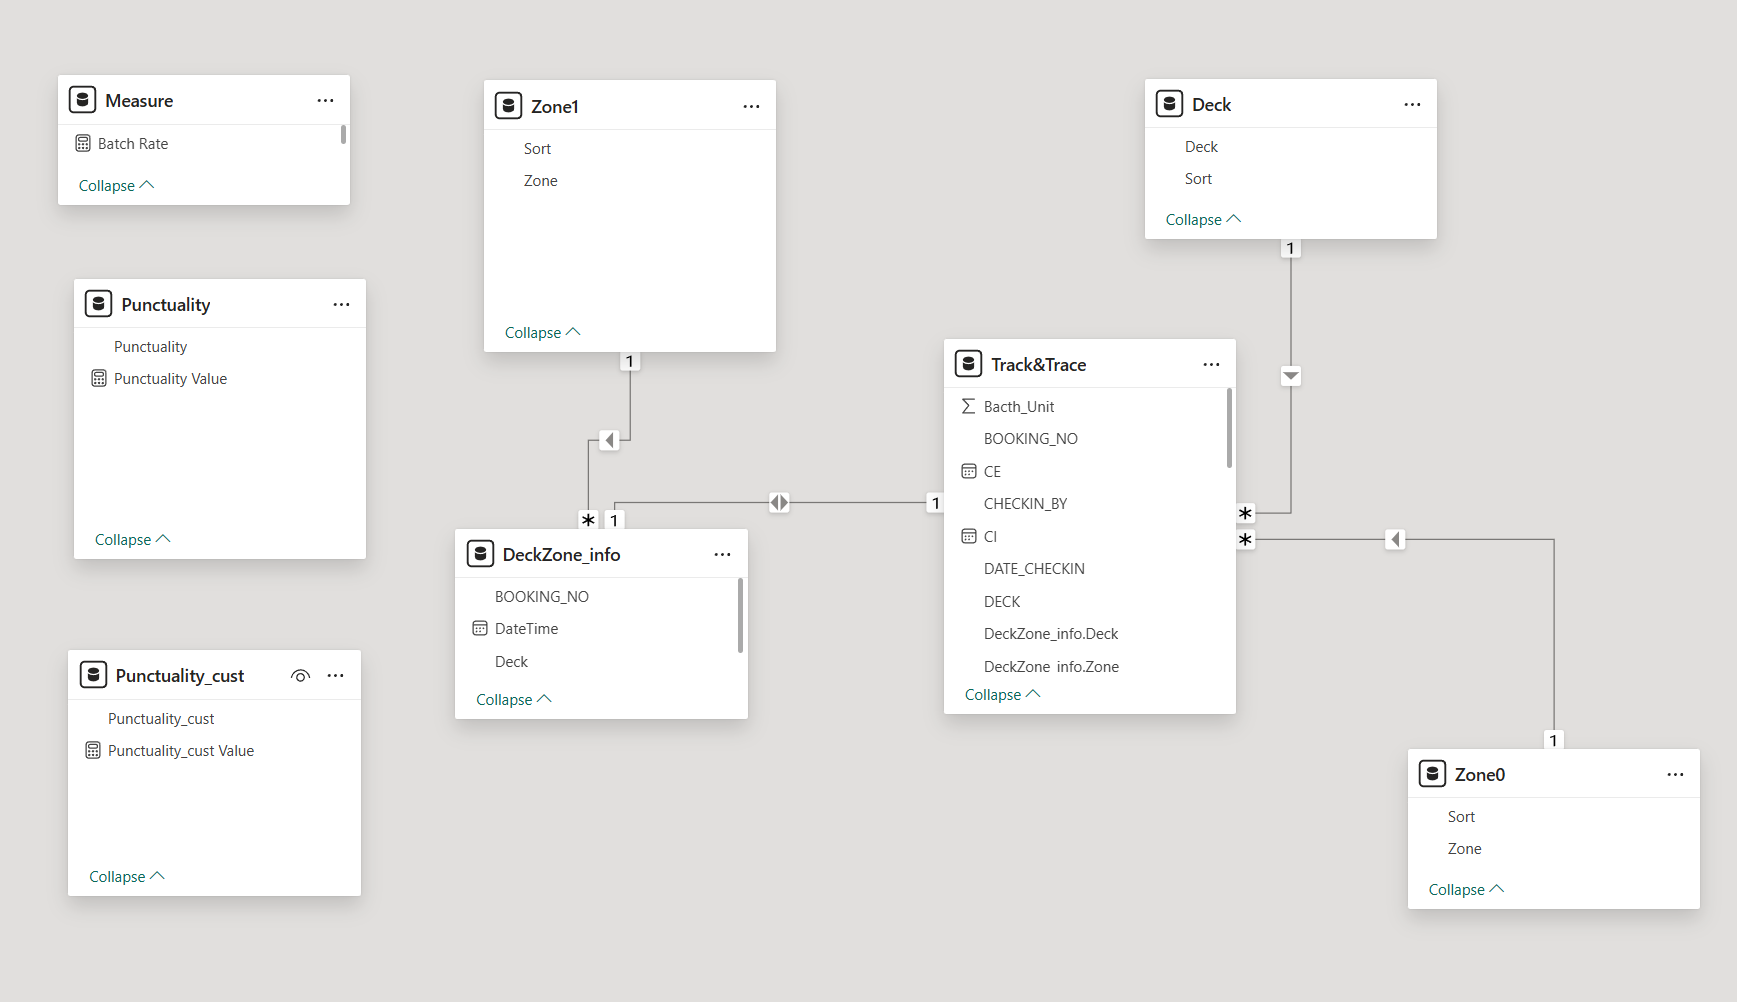 Measure
Batch Rate
Collapse
Punctuality
Punctuality
Punctuality Value
Collapse
Punctuality_cust
Punctuality_cust
Punctuality_cust Value
Collapse
Zone1
Sort
Zone
Collapse
1
* 1
DeckZone_info
BOOKING_NO
DateTime
Deck
Collapse
1
Track&Trace
Bacth_Unit
BOOKING_NO
CE
CHECKIN_BY
CI
DATE_CHECKIN
DECK
DeckZone_info.Deck
DeckZone_info.Zone
Collapse
Deck
Deck
Sort
Collapse
1
*
*
1
Zone0
Sort
Zone
Collapse